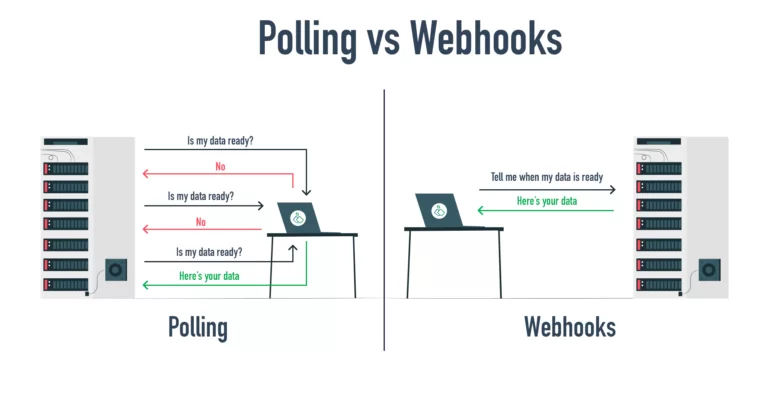 Polling vs Webhooks
Is my data ready?
No
Is my data ready?
No
Is my data ready?
Here's your data
Polling
Tell me when my data is ready
Here's your data
Webhooks